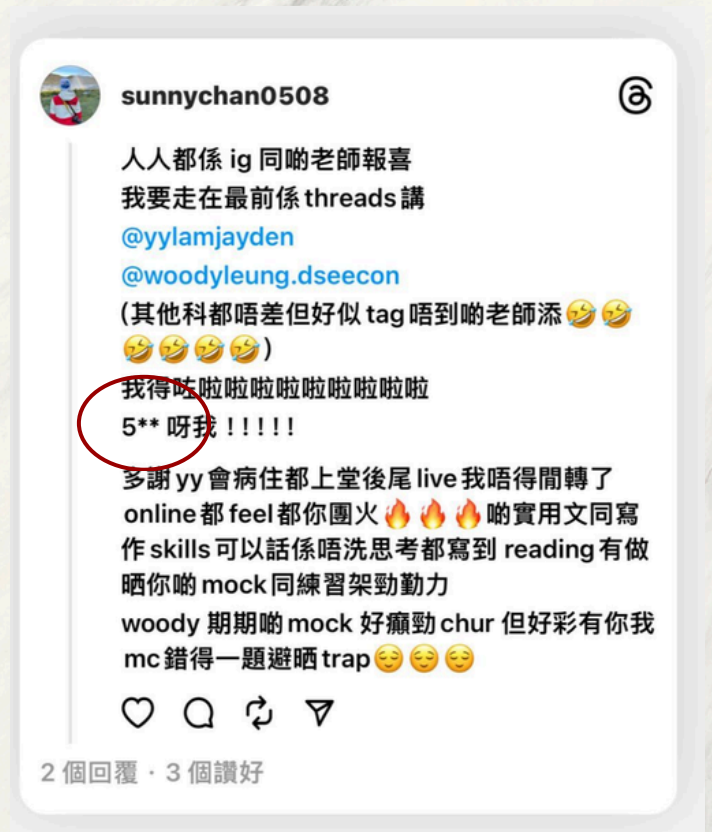 sunnychan0508
人人都係 ig 同啲老師報喜
我要走在最前係 threads 講
@yylamjayden
@woodyleung.dseecon
(其他科都唔差但好似 tag 唔到啲老師添🤣🤣
🤣🤣🤣🤣)
我得咗啦啦啦啦啦啦啦啦啦
5** 呀我 ! ! ! ! !
多謝 yy 會病住都上堂後尾 live 我唔得閒轉了
online 都 feel 都你團火🔥🔥🔥啲實用文同寫
作 skills 可以話係唔洗思考都寫到 reading 有做
晒你啲 mock 同練習架勁勤力
woody 期期啲 mock 好癲勁 chur 但好彩有你我
mc 錯得一題避晒 trap😌😌😌
2 個回覆 · 3 個讚好